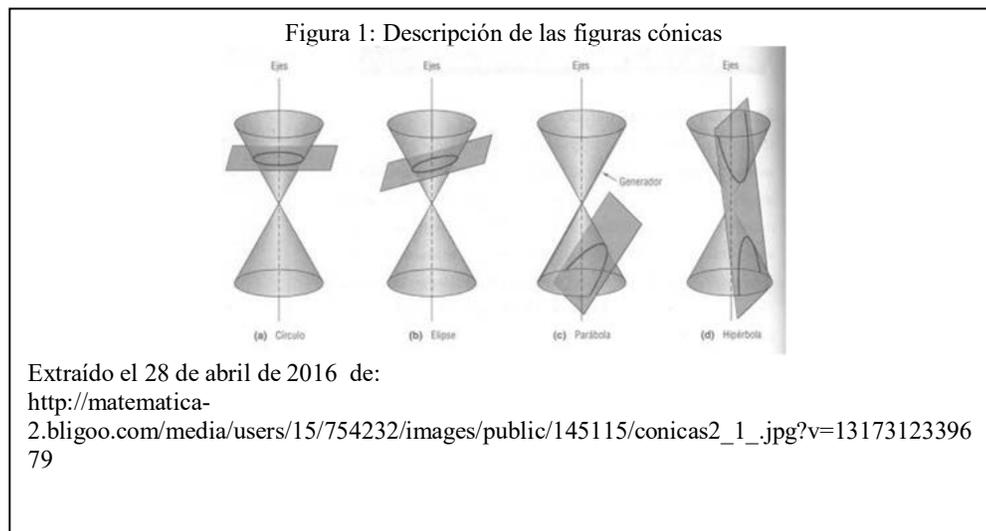 Figura 1: Descripción de las figuras cónicas
Ejes Ejes Ejes Ejes
Generador
(a) Círculo (b) Elipse (c) Parábola (d) Hipérbola
Extraído el 28 de abril de 2016 de:
http://matematica-
2.bligoo.com/media/users/15/754232/images/public/145115/conicas2_1_.jpg?v=13173123396
79